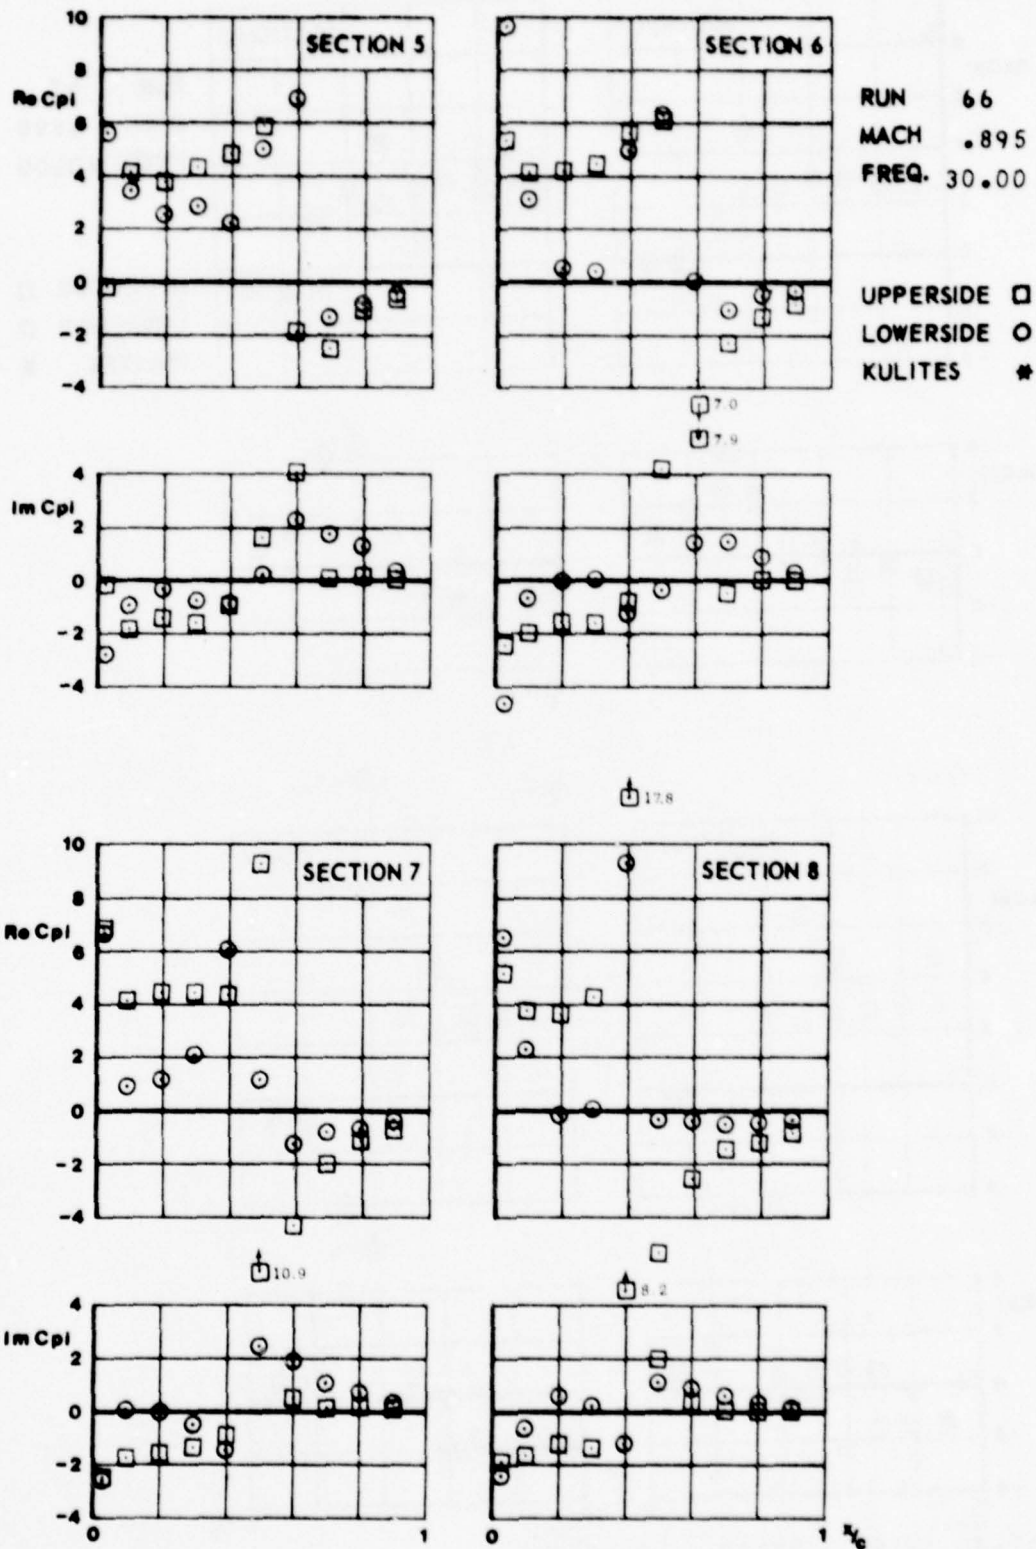 SECTION 5
10
8
6
4
2
0
-2
-4
Re Cpi
SECTION 6
RUN 66
MACH .895
FREQ. 30.00
UPPERSIDE □
LOWERSIDE ○
KULITES *
7.0
7.9
Im Cpi
4
2
0
-2
-4
17.8
SECTION 7
10
8
6
4
2
0
-2
-4
Re Cpi
SECTION 8
10.9
8.2
Im Cpi
4
2
0
-2
-4
0 1 0 1 x/c